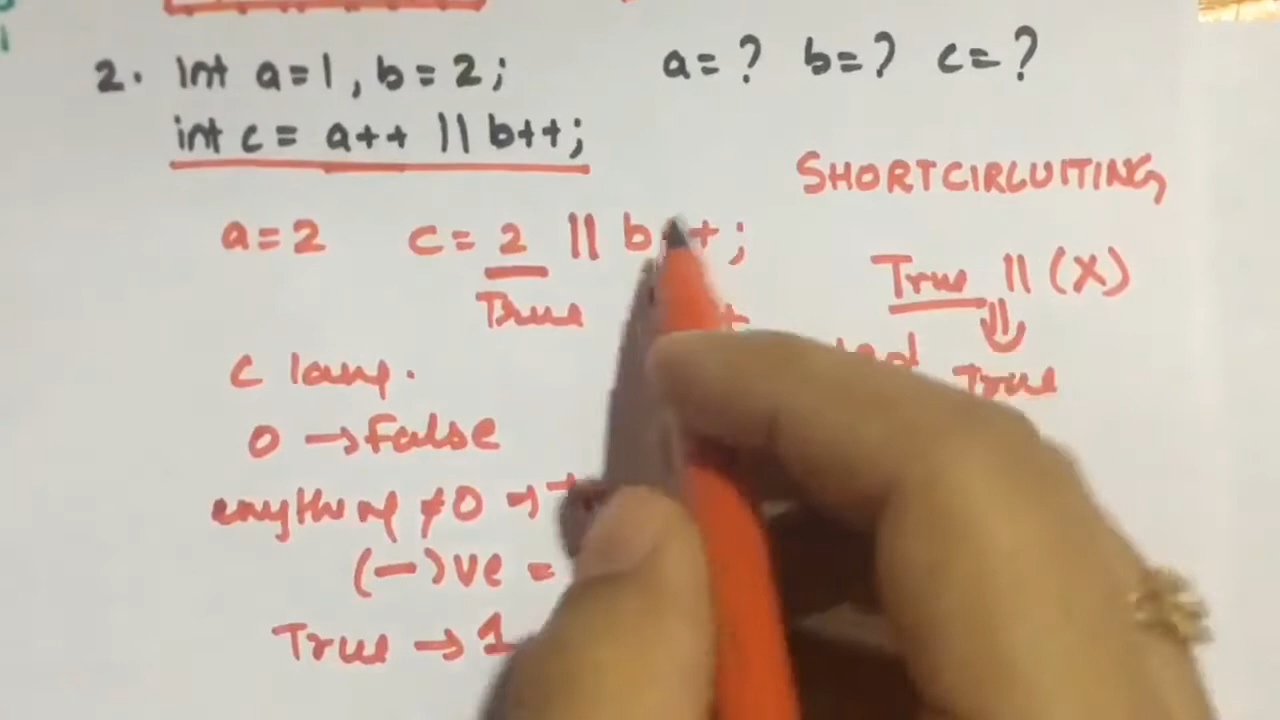 2. int a=1, b=2; a=? b=? c=?
int c = a++ || b++;
SHORTCIRCUITING
a=2 c= 2 || b++;
True || (X)
True
True
C lang.
0 → False
anything ≠0 →
(-)ve =
True → 1